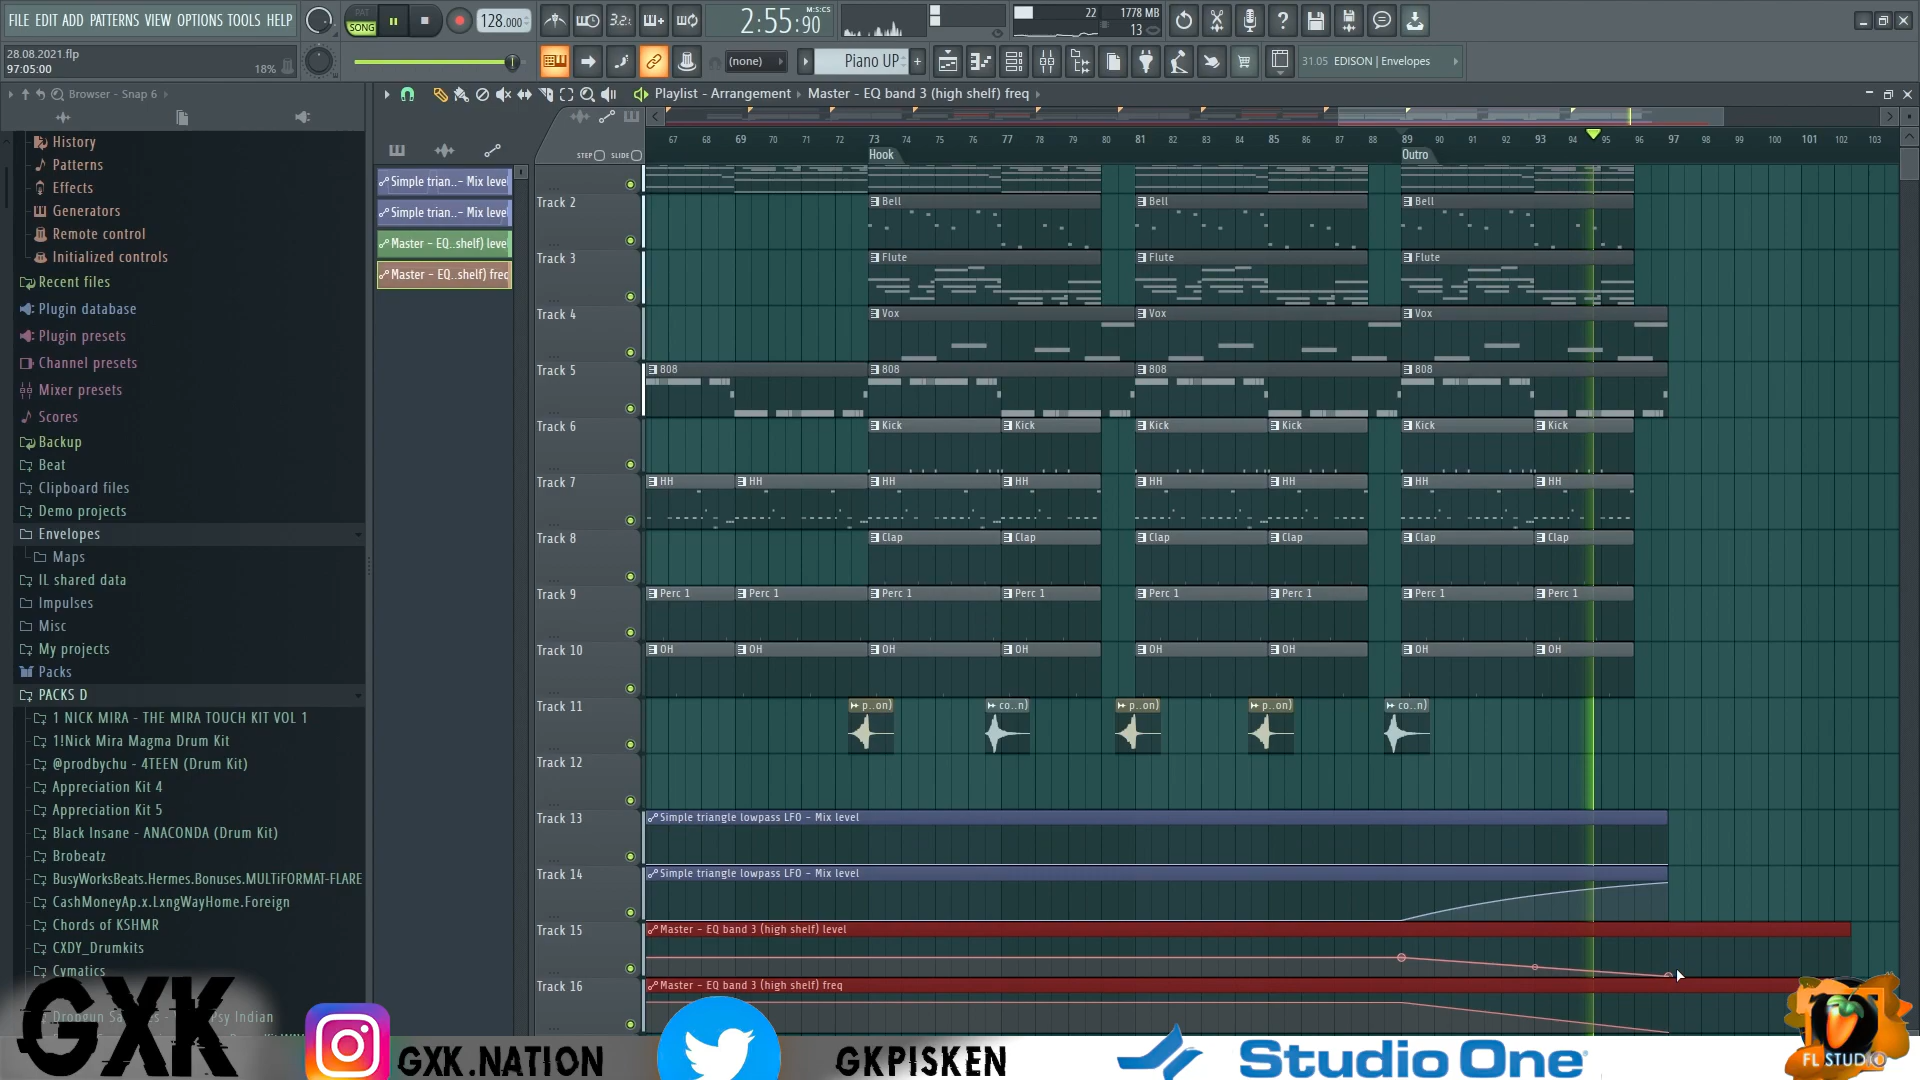 FILE EDIT ADD PATTERNS VIEW OPTIONS TOOLS HELP
PAT
SONG
128.000
3.2:
2:55:90
M:S:CS
22
1778 MB
13
28.08.2021.flp
97:05:00
18%
(none)
Piano UP
+
31.05 EDISON | Envelopes
Browser - Snap 6
Playlist - Arrangement › Master - EQ band 3 (high shelf) freq ›
History
Patterns
Effects
Generators
Remote control
Initialized controls
Recent files
Plugin database
Plugin presets
Channel presets
Mixer presets
Scores
Backup
Beat
Clipboard files
Demo projects
Envelopes
Maps
IL shared data
Impulses
Misc
My projects
Packs
PACKS D
1 NICK MIRA - THE MIRA TOUCH KIT VOL 1
1!Nick Mira Magma Drum Kit
@prodbychu - 4TEEN (Drum Kit)
Appreciation Kit 4
Appreciation Kit 5
Black Insane - ANACONDA (Drum Kit)
Brobeatz
BusyWorksBeats.Hermes.Bonuses.MULTiFORMAT-FLARE
CashMoneyAp.x.LxngWayHome.Foreign
Chords of KSHMR
CXDY_Drumkits
Cymatics
Simple trian..- Mix level
Simple trian..- Mix level
Master - EQ..shelf) level
Master - EQ..shelf) freq
STEP SLIDE
67 68 69 70 71 72 73 74 75 76 77 78 79 80 81 82 83 84 85 86 87 88 89 90 91 92 93 94 95 96 97 98 99 100 101 102 103
Hook Outro
Track 2 Bell Bell Bell
Track 3 Flute Flute Flute
Track 4 Vox Vox Vox
Track 5 808 808 808 808
Track 6 Kick Kick Kick Kick Kick Kick
Track 7 HH HH HH HH HH HH HH HH
Track 8 Clap Clap Clap Clap Clap Clap
Track 9 Perc 1 Perc 1 Perc 1 Perc 1 Perc 1 Perc 1 Perc 1 Perc 1
Track 10 OH OH OH OH OH OH OH OH
Track 11 p..on) co..n) p..on) p..on) co..n)
Track 12
Track 13 Simple triangle lowpass LFO - Mix level
Track 14 Simple triangle lowpass LFO - Mix level
Track 15 Master - EQ band 3 (high shelf) level
Track 16 Master - EQ band 3 (high shelf) freq
GXK
GXK.NATION
GKPISKEN
Studio One
FL STUDIO